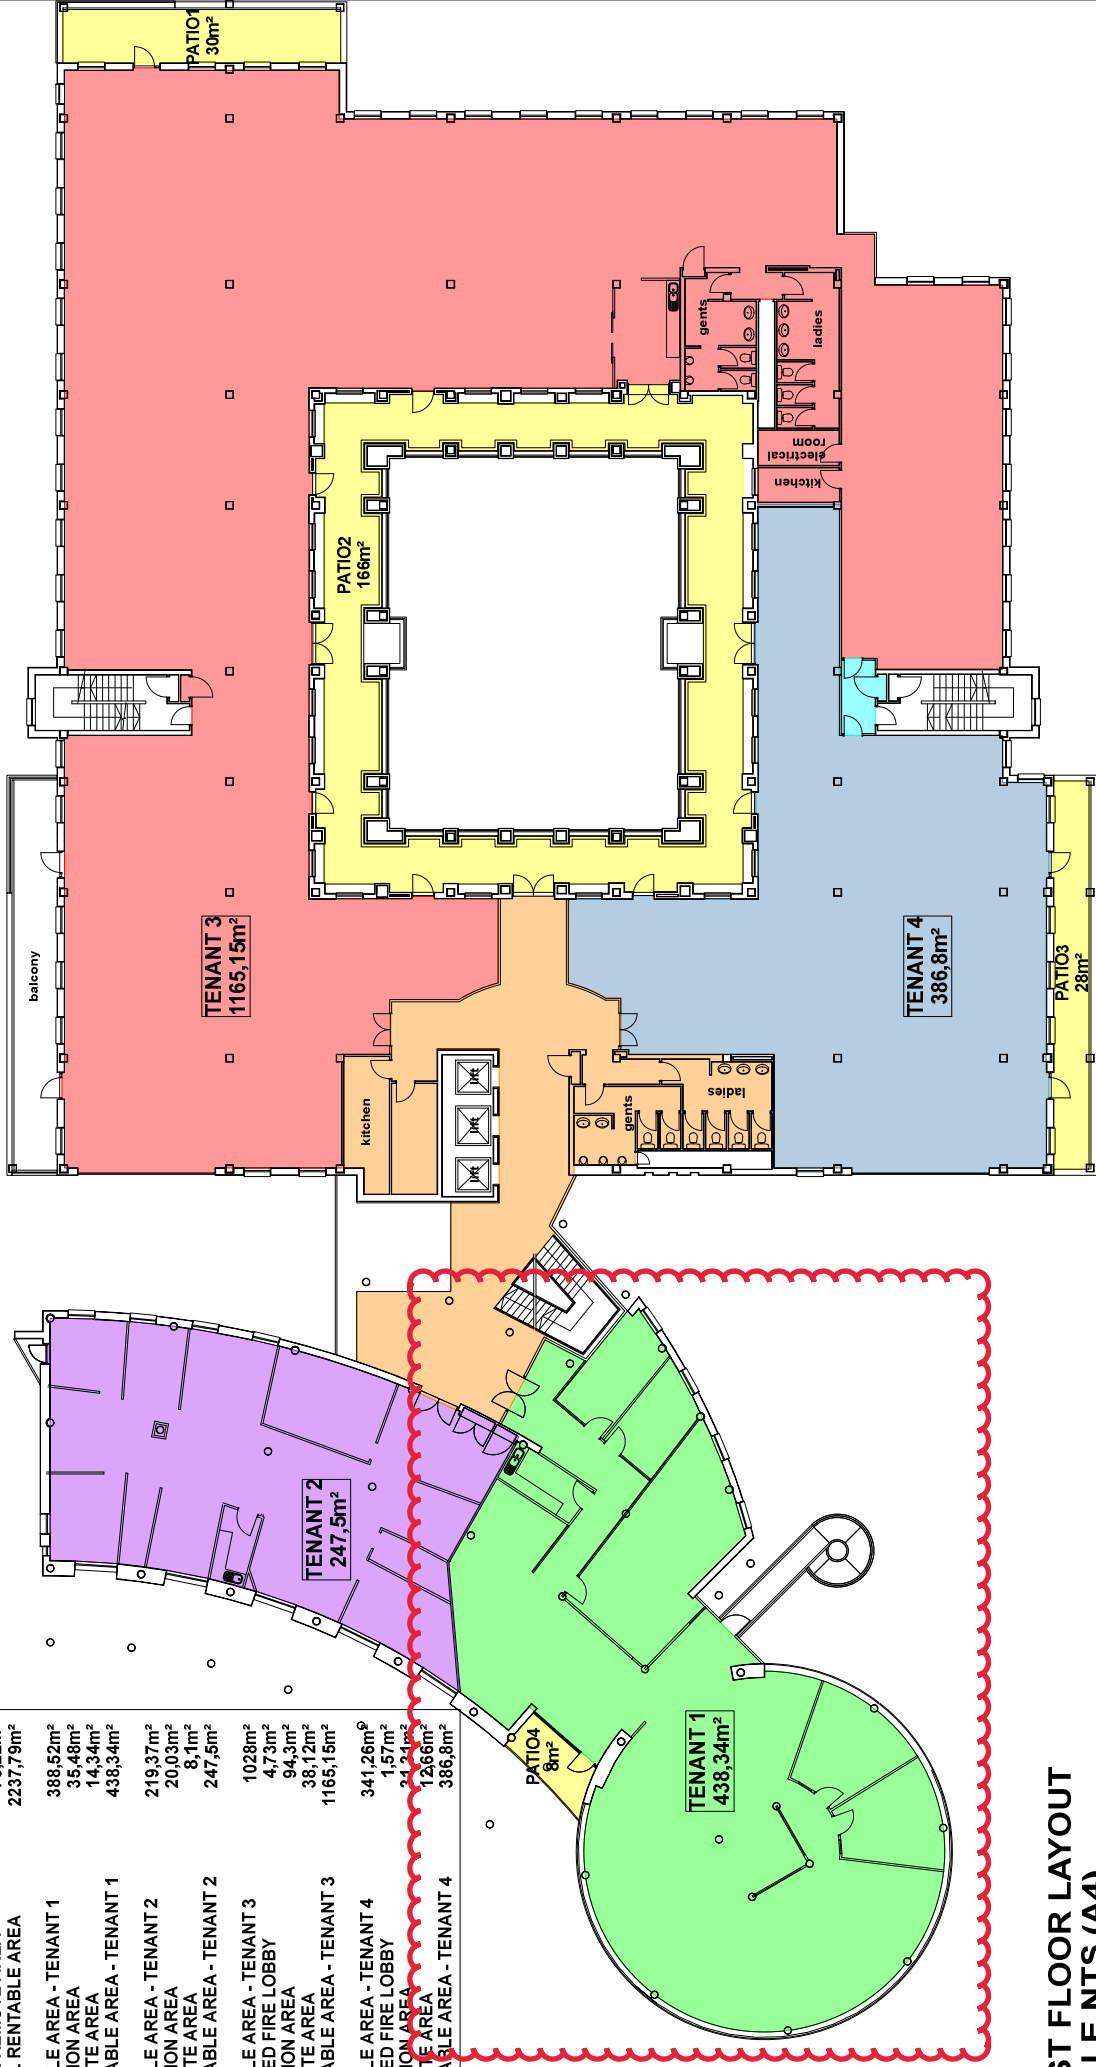 PATIO1
30m²
gents
ladies
electrical
room
kitchen
PATIO2
166m²
balcony
TENANT 3
1165,15m²
TENANT 4
386,8m²
PATIO3
28m²
kitchen
lift
lift
lift
gents
ladies
TENANT 2
247,5m²
PATIO4
8m²
TENANT 1
438,34m²
RENTABLE AREA 2237,79m²
LE AREA - TENANT 1 388,52m²
ION AREA 35,48m²
TE AREA 14,34m²
ABLE AREA - TENANT 1 438,34m²
LE AREA - TENANT 2 219,37m²
ION AREA 20,03m²
TE AREA 8,1m²
ABLE AREA - TENANT 2 247,5m²
LE AREA - TENANT 3 1028m²
ED FIRE LOBBY 4,73m²
ION AREA 94,3m²
TE AREA 38,12m²
ABLE AREA - TENANT 3 1165,15m²
LE AREA - TENANT 4 341,26m²
ED FIRE LOBBY 1,57m²
ION AREA
TE AREA 12,66m²
ABLE AREA - TENANT 4 386,8m²
ST FLOOR LAYOUT
(A4)